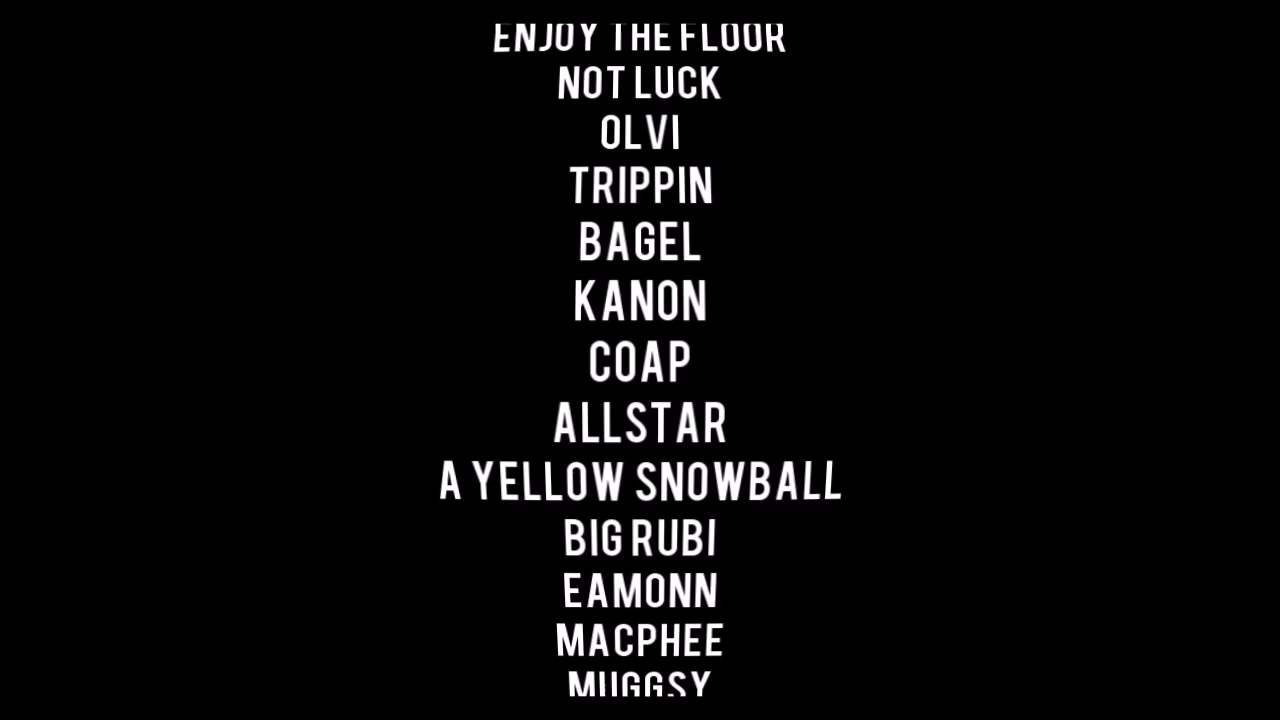 ENJOY THE FLOOR
NOT LUCK
OLVI
TRIPPIN
BAGEL
KANON
COAP
ALLSTAR
A YELLOW SNOWBALL
BIG RUBI
EAMONN
MACPHEE
MUGGSY